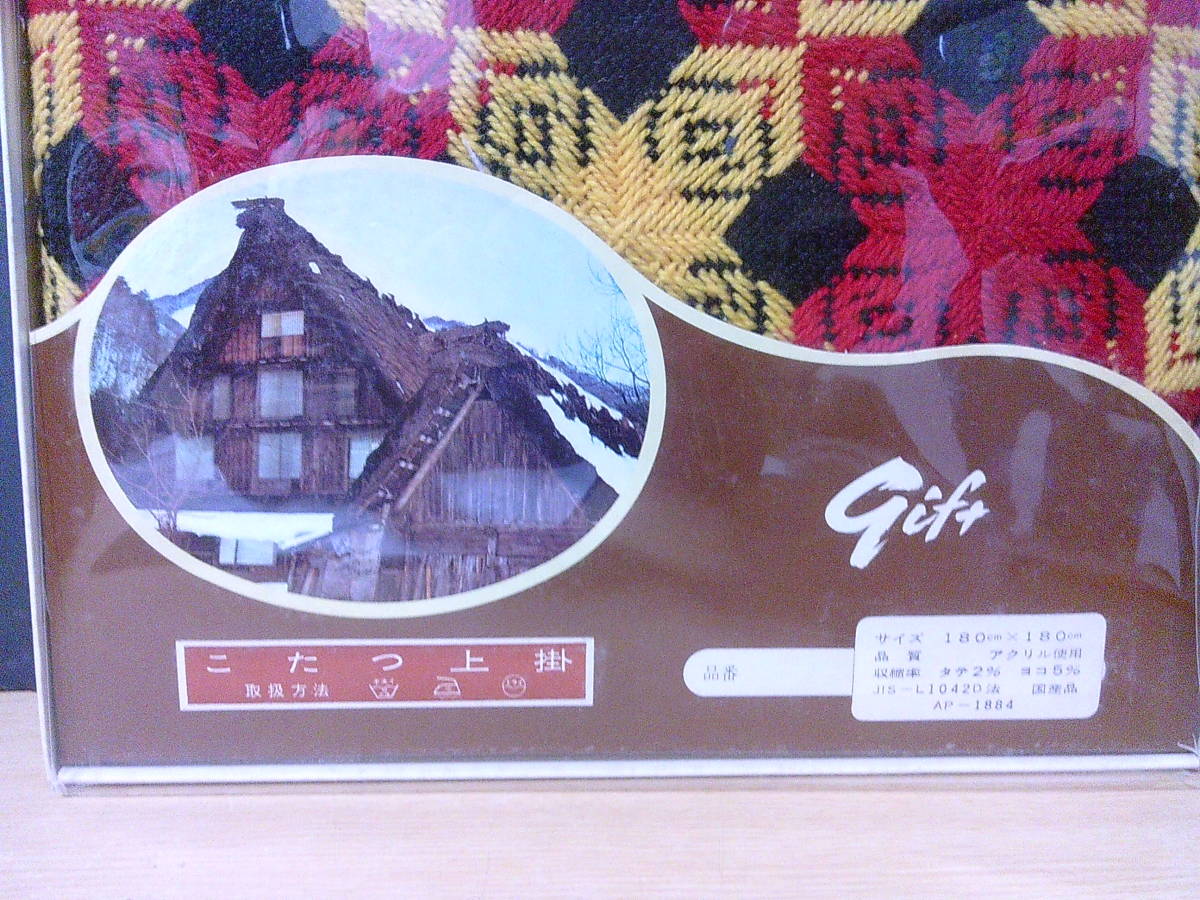 gift
こたつ上掛
取扱方法
品番
サイズ 180cm×180cm
品質 アクリル使用
収縮率 タテ2% ヨコ5%
JIS-L1042D法 国産品
AP-1884